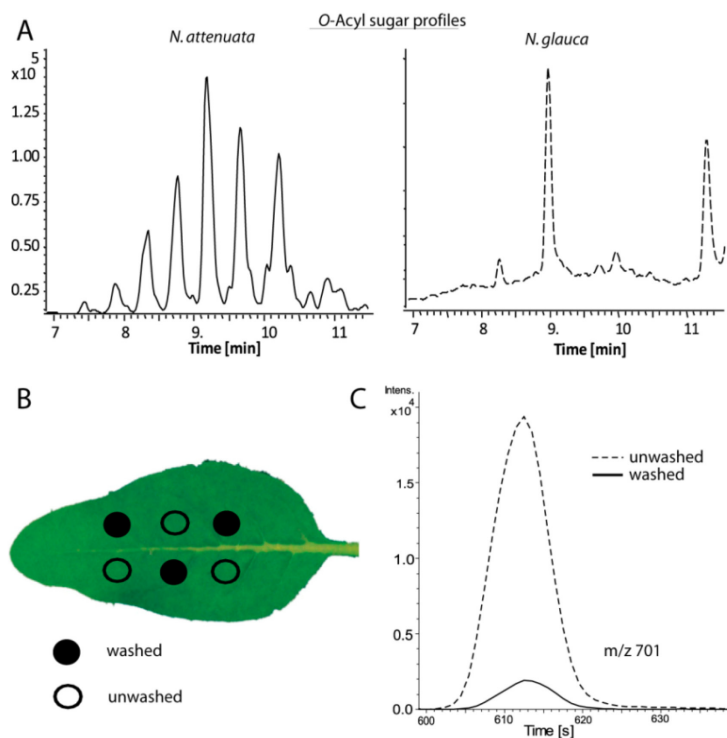 A
O-Acyl sugar profiles
N. attenuata
N. glauca
5
x10
1.25
1.00
0.75
0.50
0.25
7 8 9. 10 11
Time [min]
7 8 9 10 11
Time [min]
B
washed
unwashed
C
Intens.
x10
4
1.5
1.0
0.5
0.0
unwashed
washed
m/z 701
600 610 620 630
Time [s]